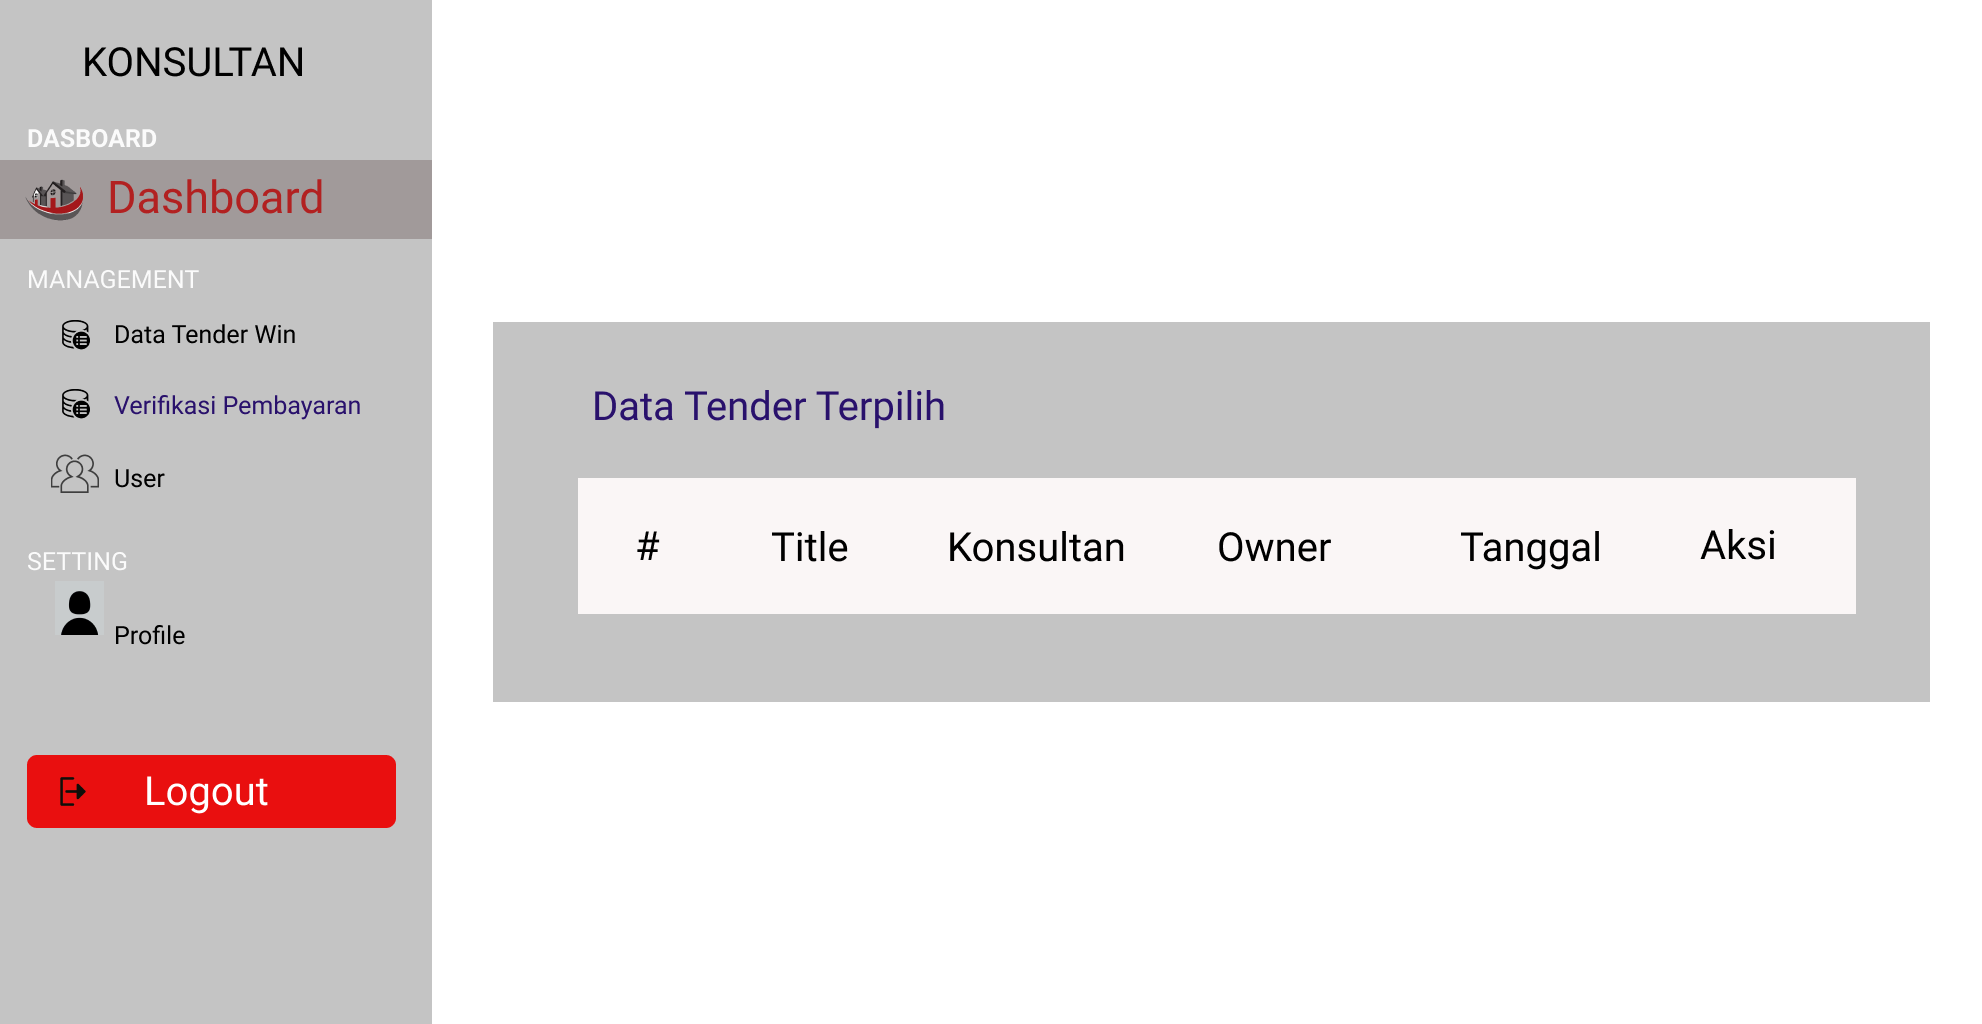 KONSULTAN
DASBOARD
Dashboard
MANAGEMENT
Data Tender Win
Verifikasi Pembayaran
User
SETTING
Profile
Logout
Data Tender Terpilih
# Title Konsultan Owner Tanggal Aksi